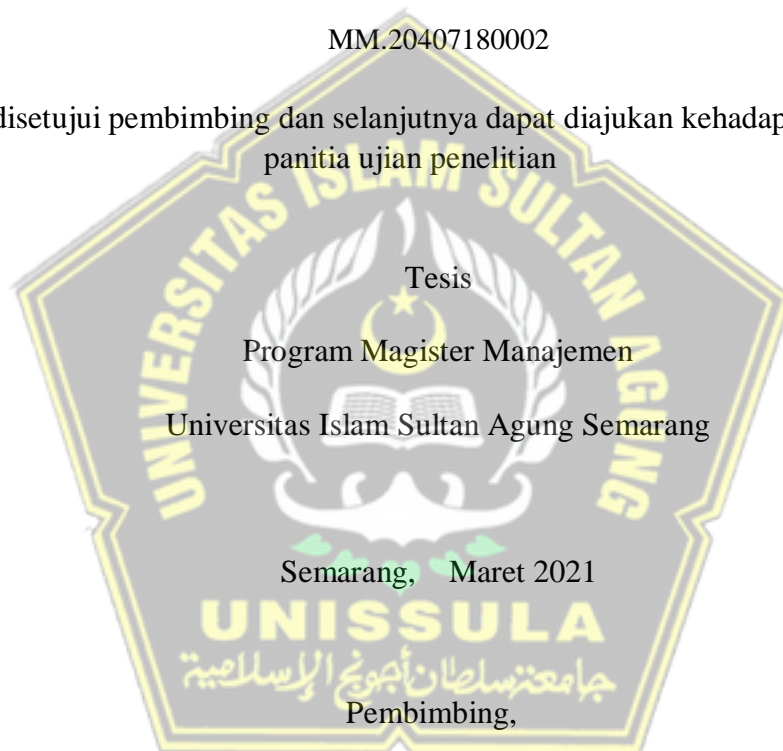 MM.20407180002
disetujui pembimbing dan selanjutnya dapat diajukan kehadap
panitia ujian penelitian
UNIVERSITAS ISLAM SULTAN AGUNG
Tesis
Program Magister Manajemen
Universitas Islam Sultan Agung Semarang
Semarang, Maret 2021
UNISSULA
جامعة سلطان أجونج الإسلامية
Pembimbing,